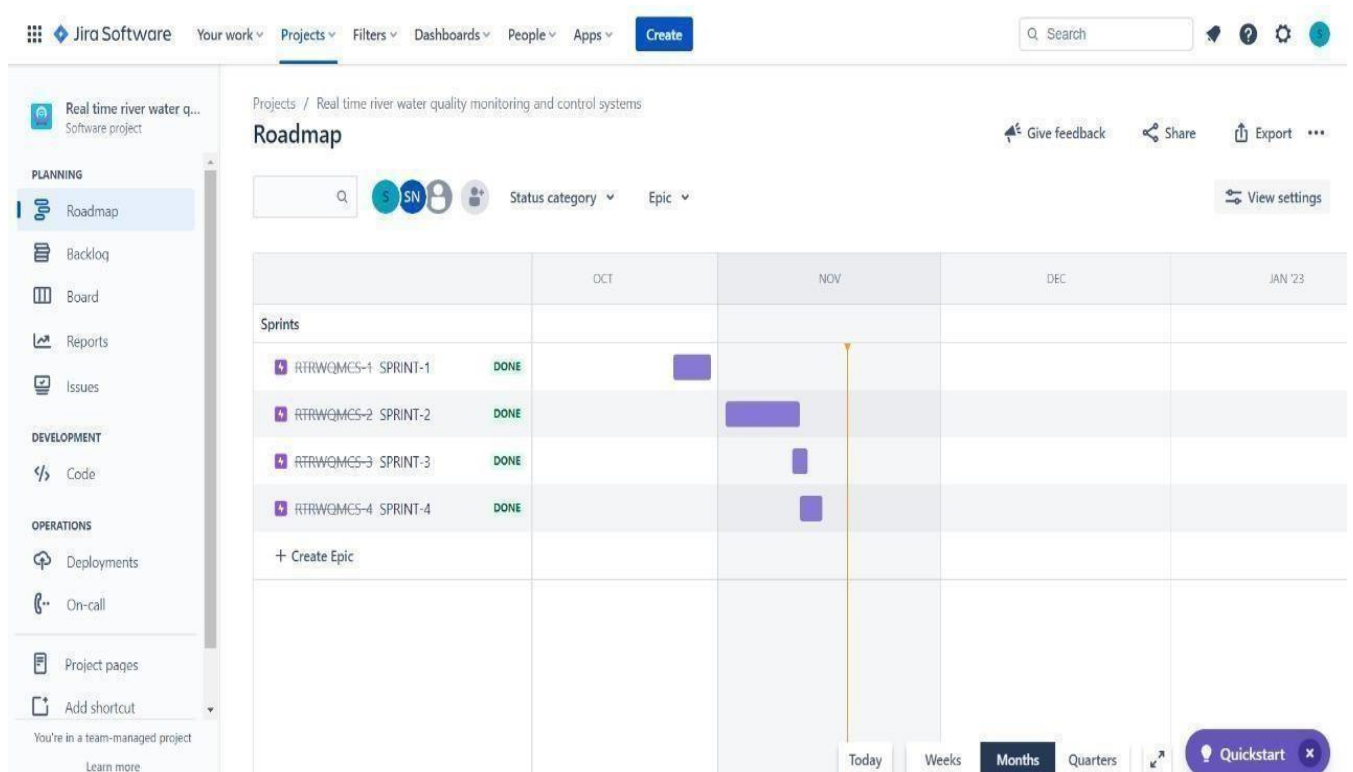 Jira Software Your work Projects Filters Dashboards People Apps Create Search S
Real time river water q...
Software project
Projects / Real time river water quality monitoring and control systems
Roadmap
Give feedback Share Export
PLANNING
Roadmap
Backlog
Board
Reports
Issues
DEVELOPMENT
Code
OPERATIONS
Deployments
On-call
Project pages
Add shortcut
You're in a team-managed project
Learn more
S SN Status category Epic View settings
OCT NOV DEC JAN '23
Sprints
RTRWQMCS-1 SPRINT-1 DONE
RTRWQMCS-2 SPRINT-2 DONE
RTRWQMCS-3 SPRINT-3 DONE
RTRWQMCS-4 SPRINT-4 DONE
+ Create Epic
Today Weeks Months Quarters Quickstart